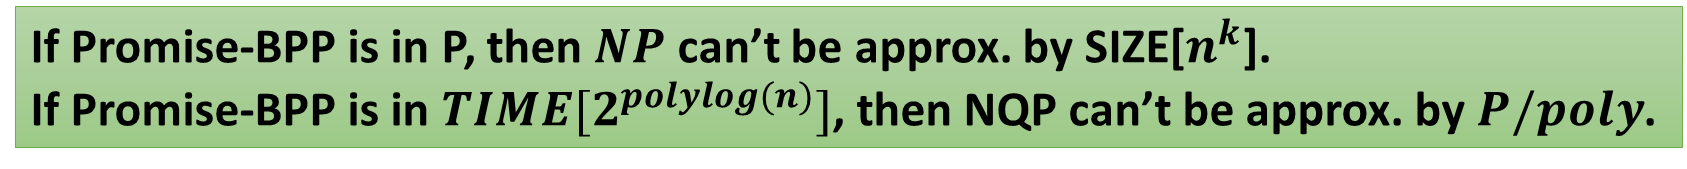 If Promise-BPP is in P, then NP can't be approx. by SIZE[n^k].
If Promise-BPP is in TIME[2^{polylog(n)}], then NQP can't be approx. by P/poly.